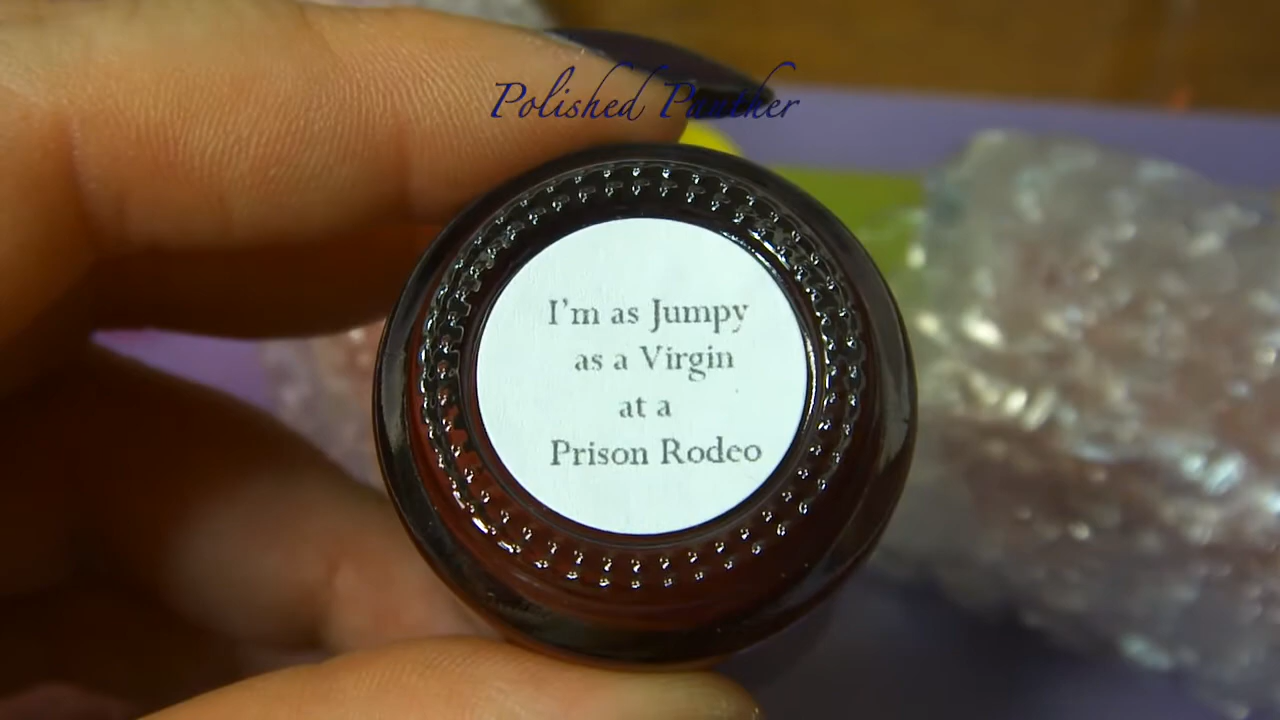 Polished Panther
I'm as Jumpy
as a Virgin
at a
Prison Rodeo